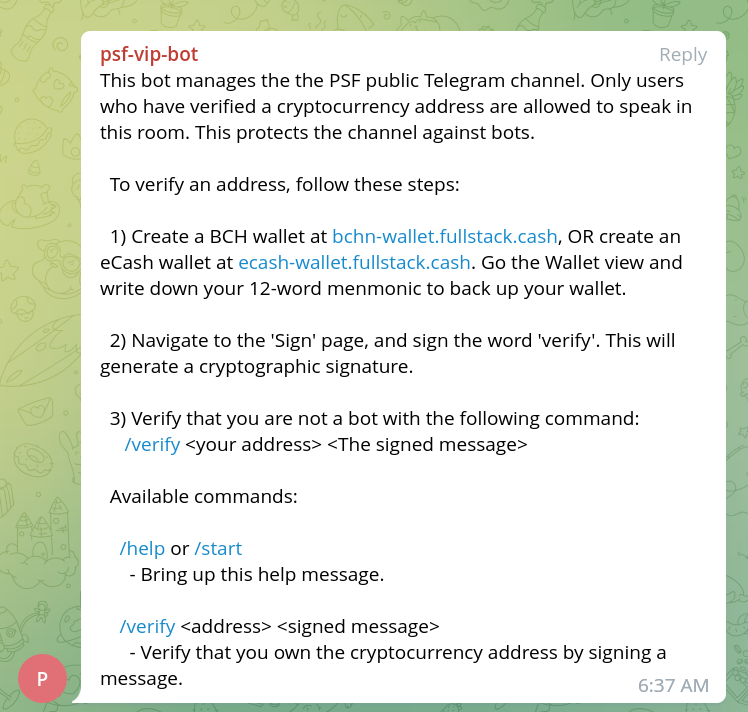 psf-vip-bot Reply
This bot manages the the PSF public Telegram channel. Only users
who have verified a cryptocurrency address are allowed to speak in
this room. This protects the channel against bots.
To verify an address, follow these steps:
1) Create a BCH wallet at bchn-wallet.fullstack.cash, OR create an
eCash wallet at ecash-wallet.fullstack.cash. Go the Wallet view and
write down your 12-word menmonic to back up your wallet.
2) Navigate to the 'Sign' page, and sign the word 'verify'. This will
generate a cryptographic signature.
3) Verify that you are not a bot with the following command:
/verify <your address> <The signed message>
Available commands:
/help or /start
- Bring up this help message.
/verify <address> <signed message>
- Verify that you own the cryptocurrency address by signing a
message.
6:37 AM
P